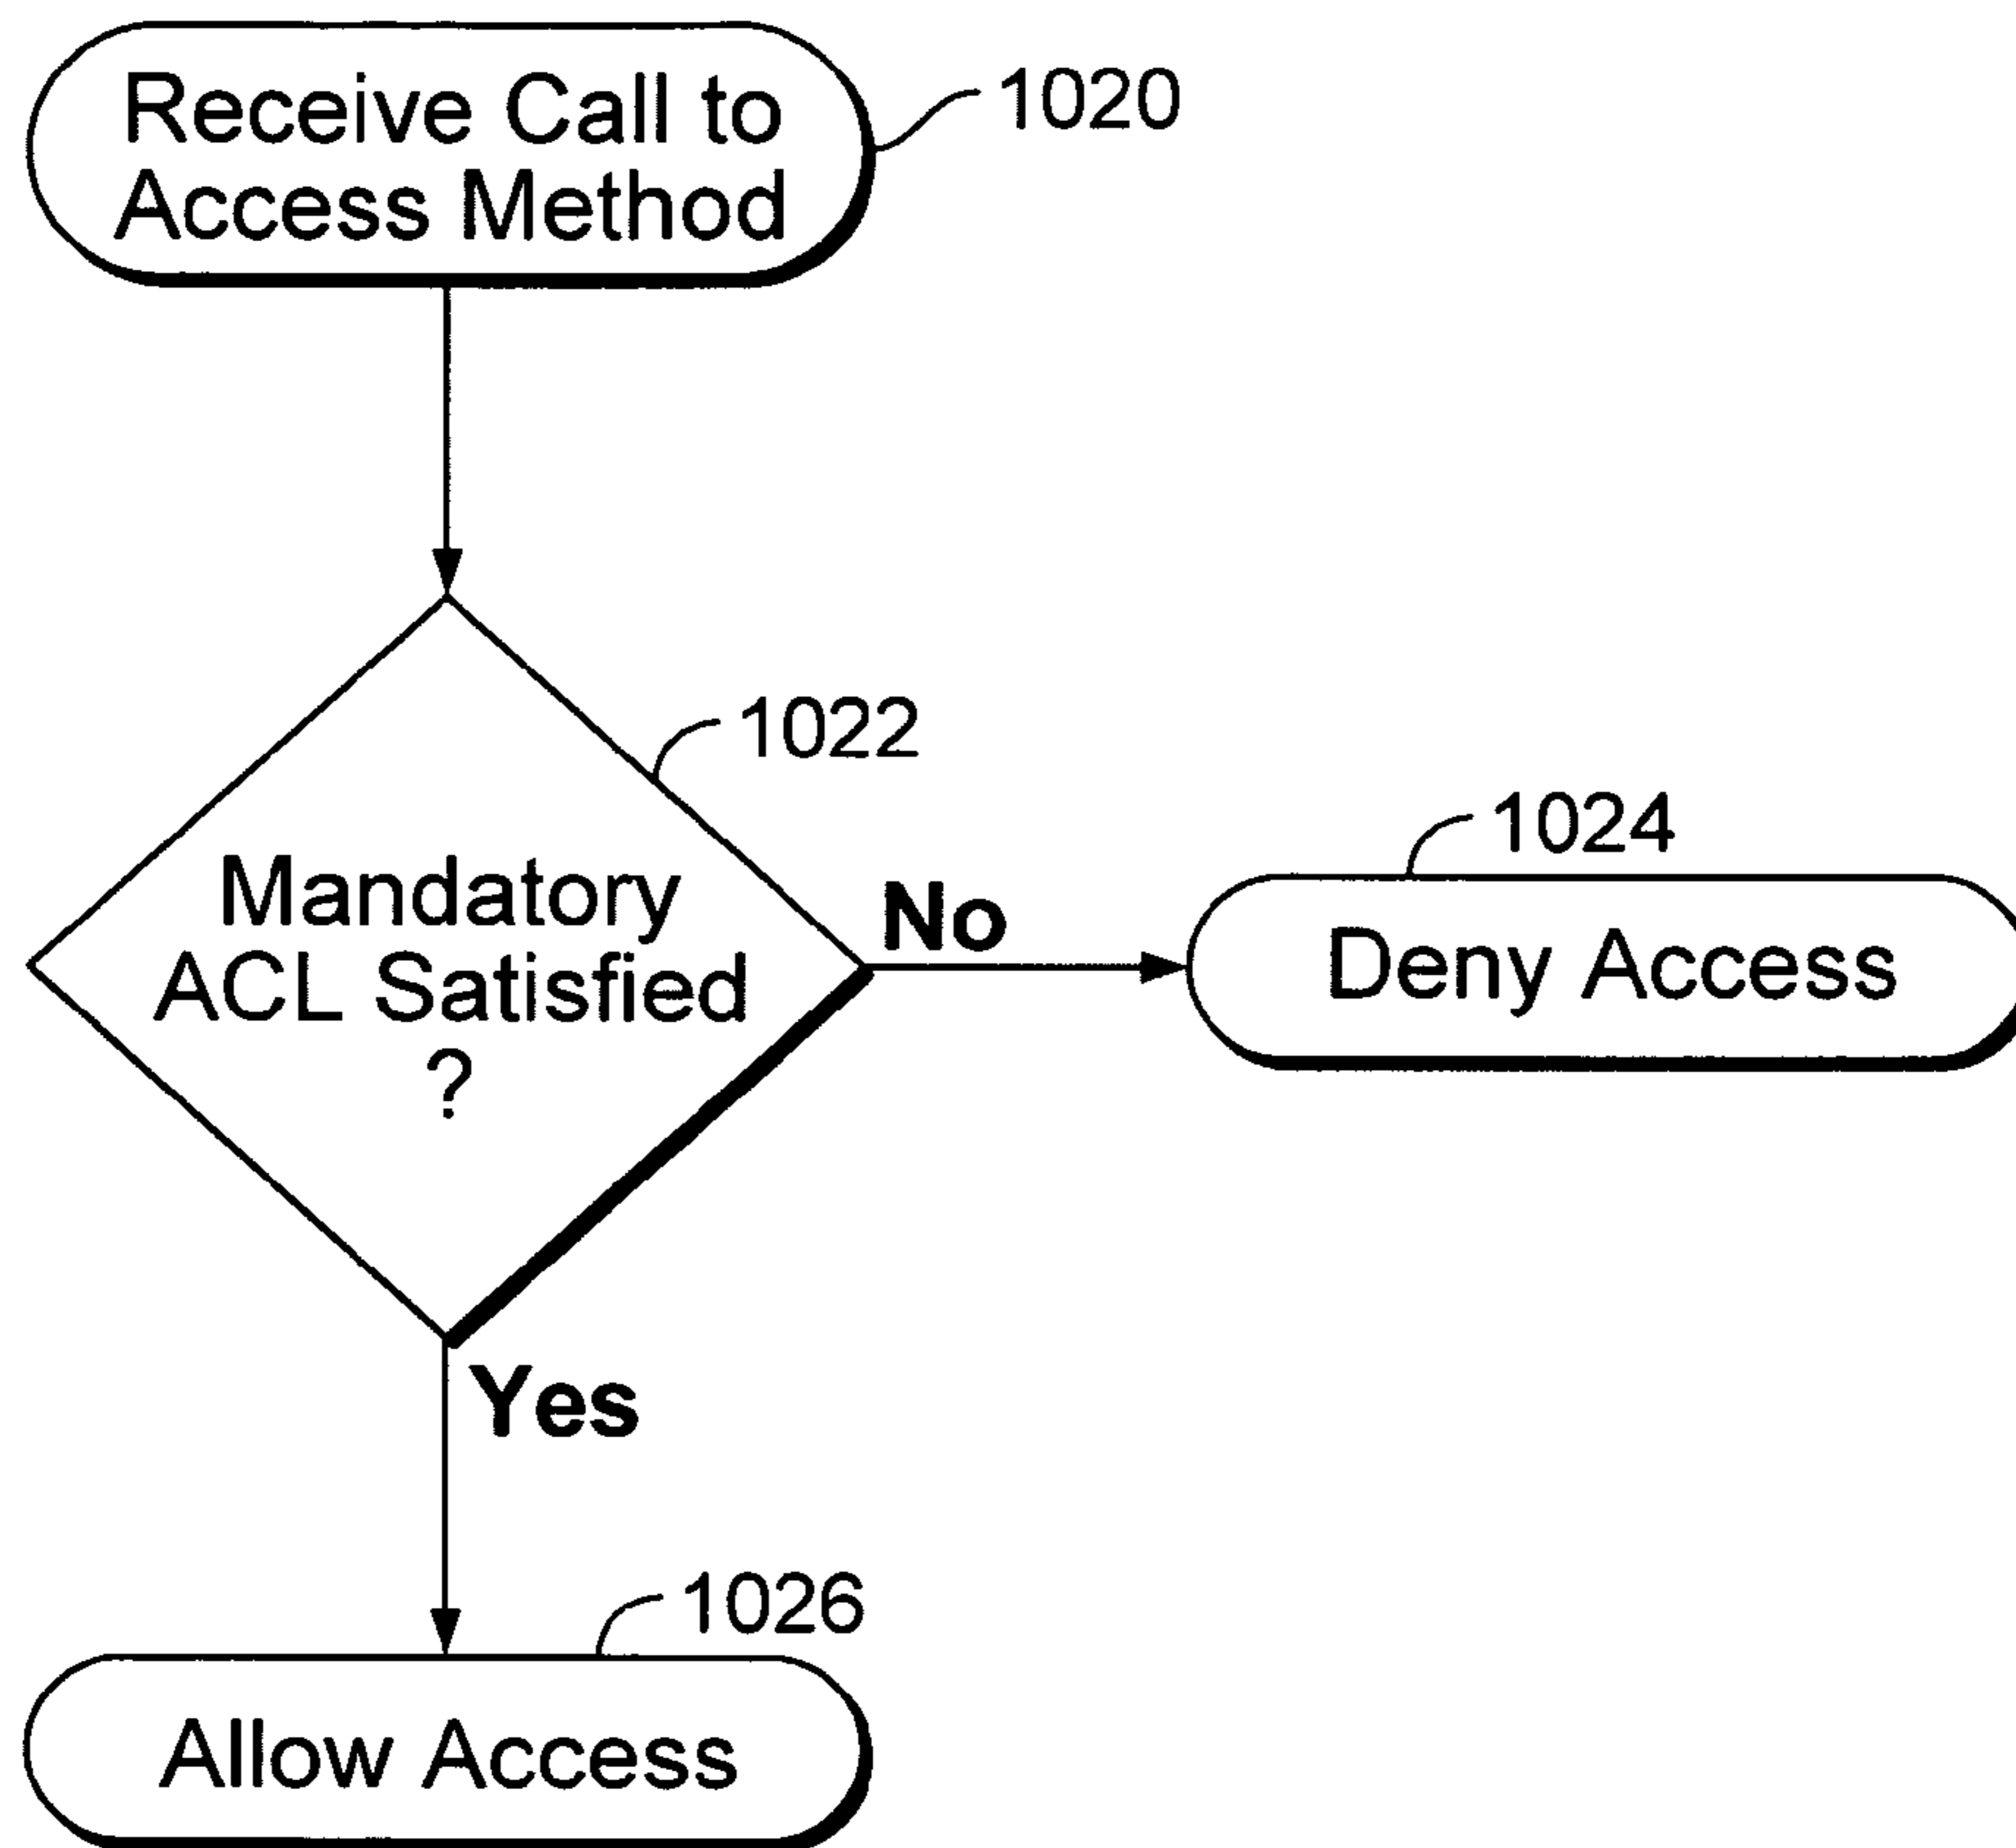 Receive Call to
Access Method
1020
1022
Mandatory
ACL Satisfied
?
No
1024
Deny Access
Yes
1026
Allow Access